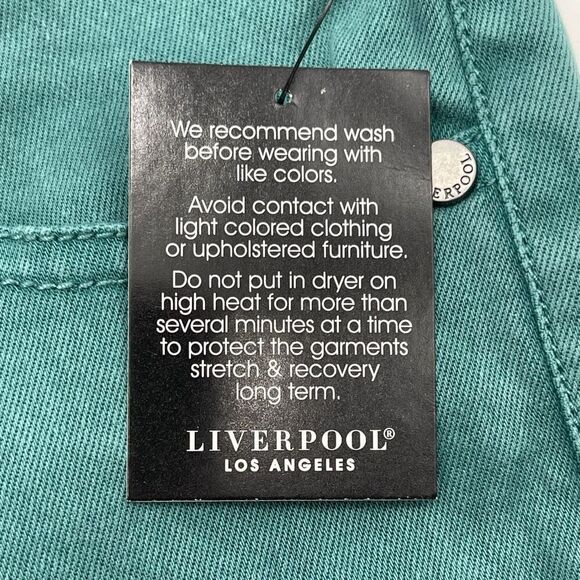 We recommend wash
before wearing with
like colors.
Avoid contact with
light colored clothing
or upholstered furniture.
Do not put in dryer on
high heat for more than
several minutes at a time
to protect the garments
stretch & recovery
long term.
LIVERPOOL®
LOS ANGELES
ERPOOL